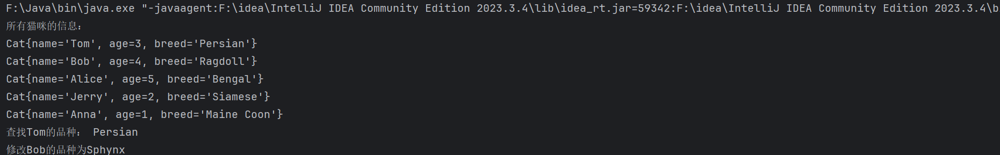 F:\Java\bin\java.exe "-javaagent:F:\idea\IntelliJ IDEA Community Edition 2023.3.4\lib\idea_rt.jar=59342:F:\idea\IntelliJ IDEA Community Edition 2023.3.4\b
所有猫咪的信息：
Cat{name='Tom', age=3, breed='Persian'}
Cat{name='Bob', age=4, breed='Ragdoll'}
Cat{name='Alice', age=5, breed='Bengal'}
Cat{name='Jerry', age=2, breed='Siamese'}
Cat{name='Anna', age=1, breed='Maine Coon'}
查找Tom的品种： Persian
修改Bob的品种为Sphynx